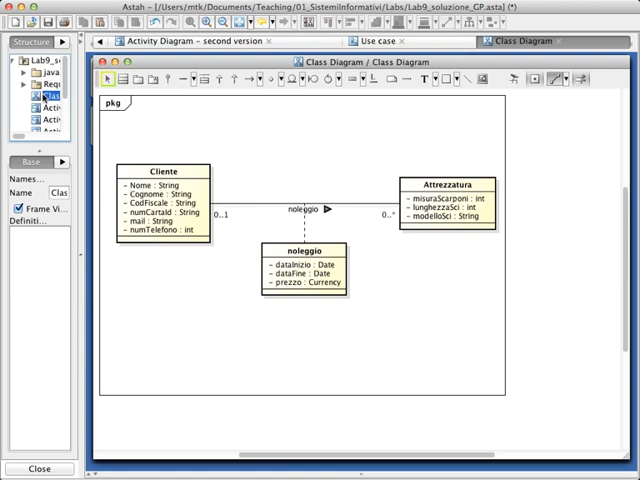 Astah - [/Users/mtk/Documents/Teaching/01_SistemiInformativi/Labs/Lab9_soluzione_GP.asta] (*)
Structure
Activity Diagram - second version
Use case
Class Diagram
Lab9_so
java
Requ
Clas
Activ
Activ
Activ
Class Diagram / Class Diagram
T
pkg
Cliente
- Nome : String
- Cognome : String
- CodFiscale : String
- numCartaId : String
- mail : String
- numTelefono : int
0..1
noleggio
0..*
Attrezzatura
- misuraScarponi : int
- lunghezzaSci : int
- modelloSci : String
noleggio
- dataInizio : Date
- dataFine : Date
- prezzo : Currency
Base
Names...
Name Clas
Frame Vi...
Definiti...
Close